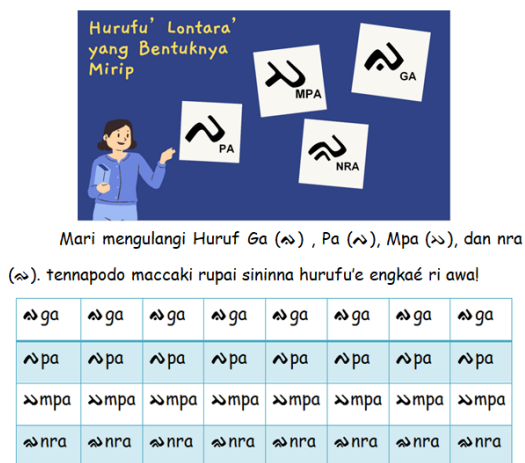 Hurufu' Lontara'
yang Bentuknya
Mirip
ᨄ PA
ᨇ MPA
ᨁ GA
ᨋ NRA
Mari mengulangi Huruf Ga (ᨁ) , Pa (ᨄ), Mpa (ᨇ), dan nra
(ᨋ). tennapodo maccaki rupai sininna hurufu'e engkaé ri awa!
ᨁ ga ᨁ ga ᨁ ga ᨁ ga ᨁ ga ᨁ ga ᨁ ga ᨁ ga
ᨄ pa ᨄ pa ᨄ pa ᨄ pa ᨄ pa ᨄ pa ᨄ pa ᨄ pa
ᨇ mpa ᨇ mpa ᨇ mpa ᨇ mpa ᨇ mpa ᨇ mpa ᨇ mpa ᨇ mpa
ᨋ nra ᨋ nra ᨋ nra ᨋ nra ᨋ nra ᨋ nra ᨋ nra ᨋ nra